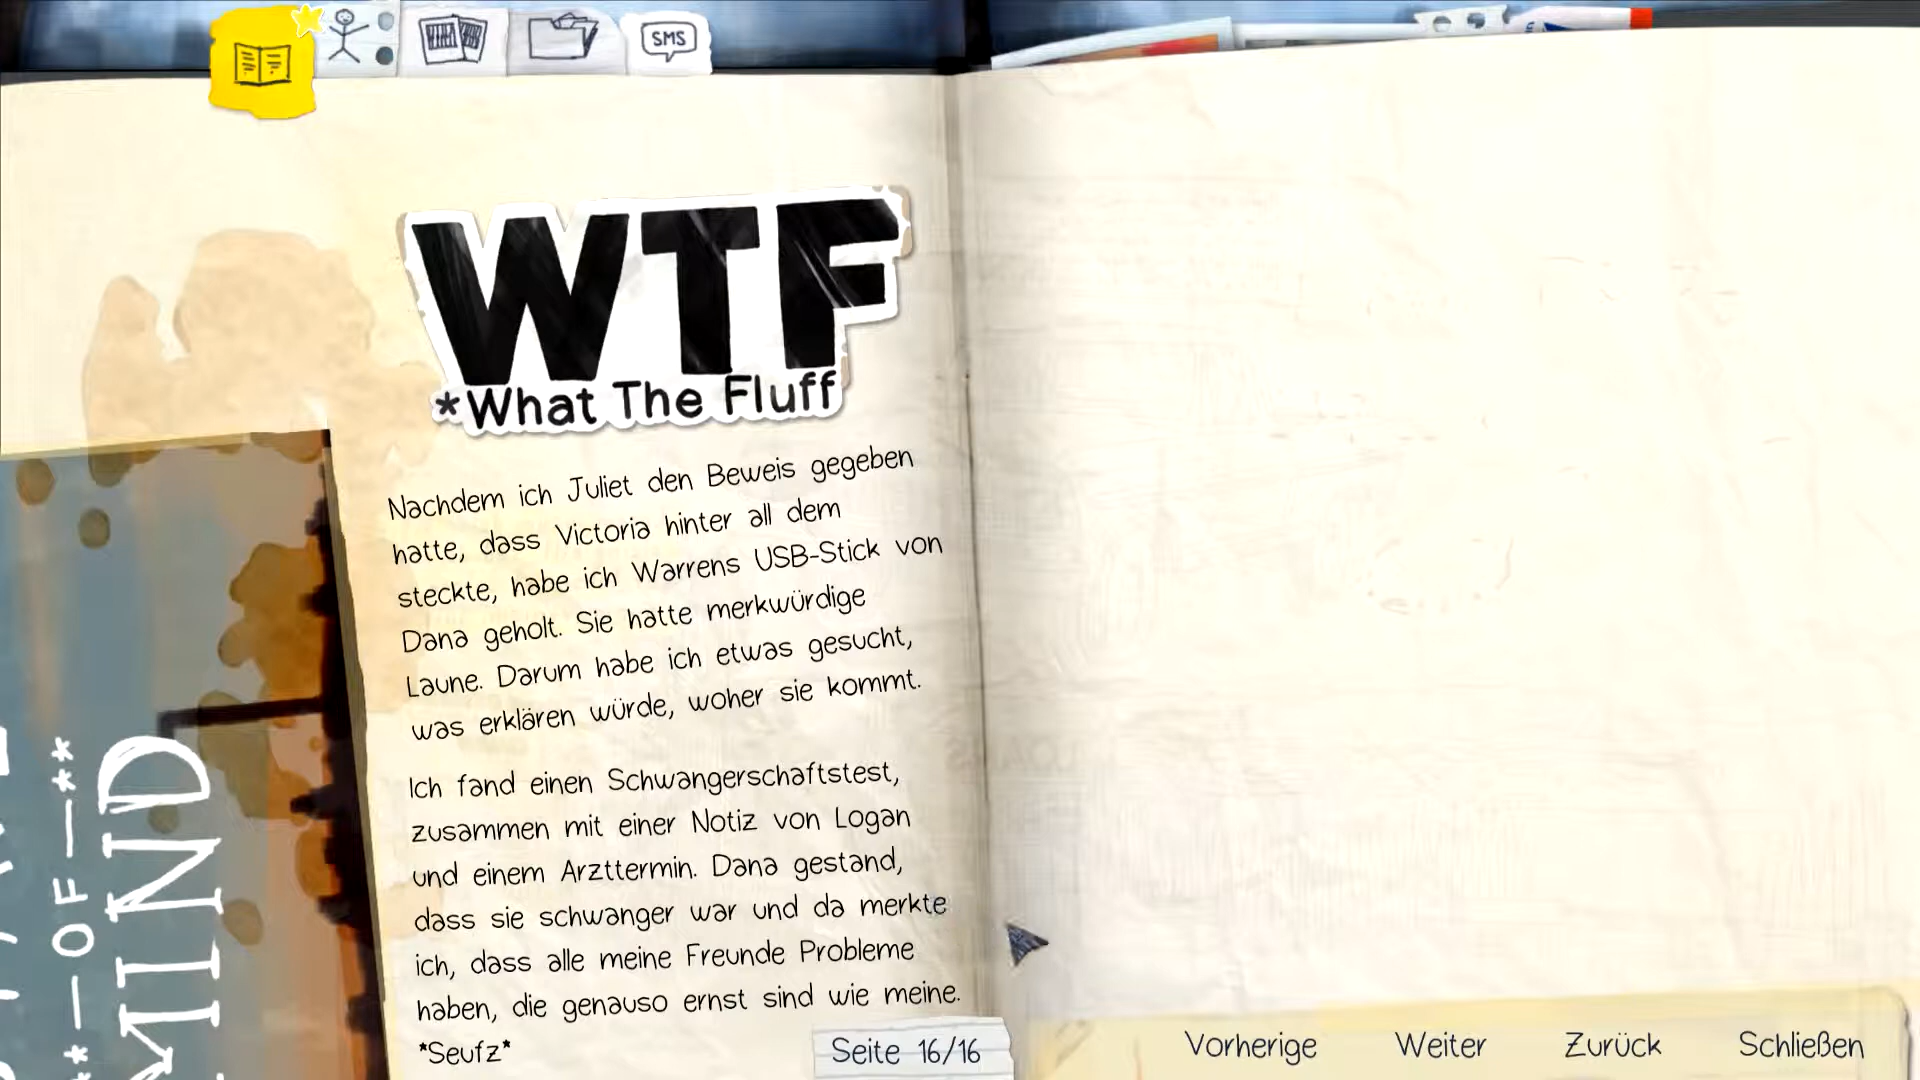 SMS
WTF
*What The Fluff
Nachdem ich Juliet den Beweis gegeben
hatte, dass Victoria hinter all dem
steckte, habe ich Warrens USB-Stick von
Dana geholt. Sie hatte merkwürdige
Laune. Darum habe ich etwas gesucht,
was erklären würde, woher sie kommt.
Ich fand einen Schwangerschaftstest,
zusammen mit einer Notiz von Logan
und einem Arzttermin. Dana gestand,
dass sie schwanger war und da merkte
ich, dass alle meine Freunde Probleme
haben, die genauso ernst sind wie meine.
*Seufz*
**—OF—**
MIND
Seite 16/16
Vorherige Weiter Zurück Schließen